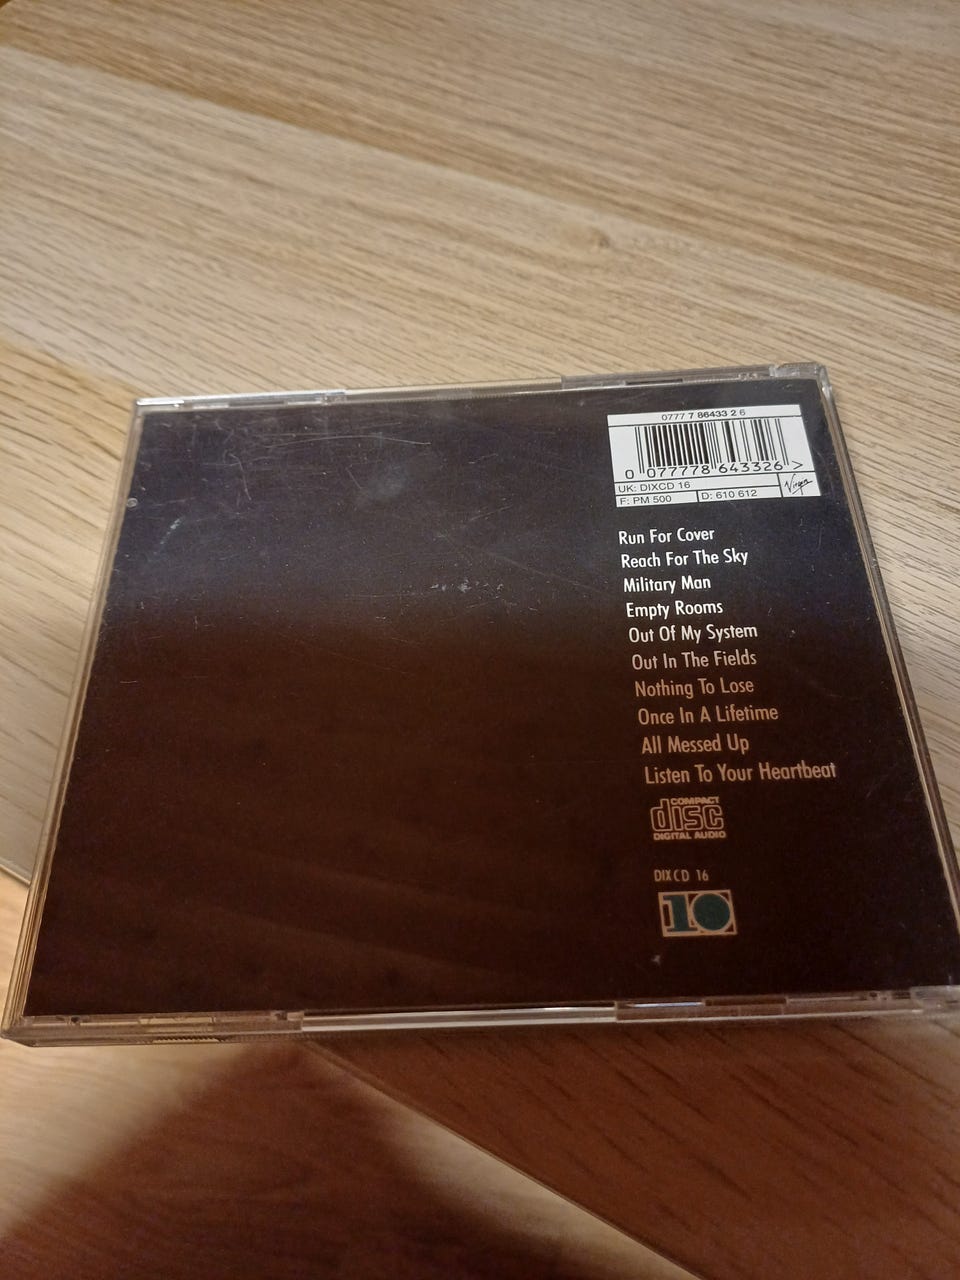 0777 7 86433 2 6
0 077778 643326 >
UK: DIXCD 16
F: PM 500
D: 610 612
Virgin
Run For Cover
Reach For The Sky
Military Man
Empty Rooms
Out Of My System
Out In The Fields
Nothing To Lose
Once In A Lifetime
All Messed Up
Listen To Your Heartbeat
COMPACT
disc
DIGITAL AUDIO
DIXCD 16
10